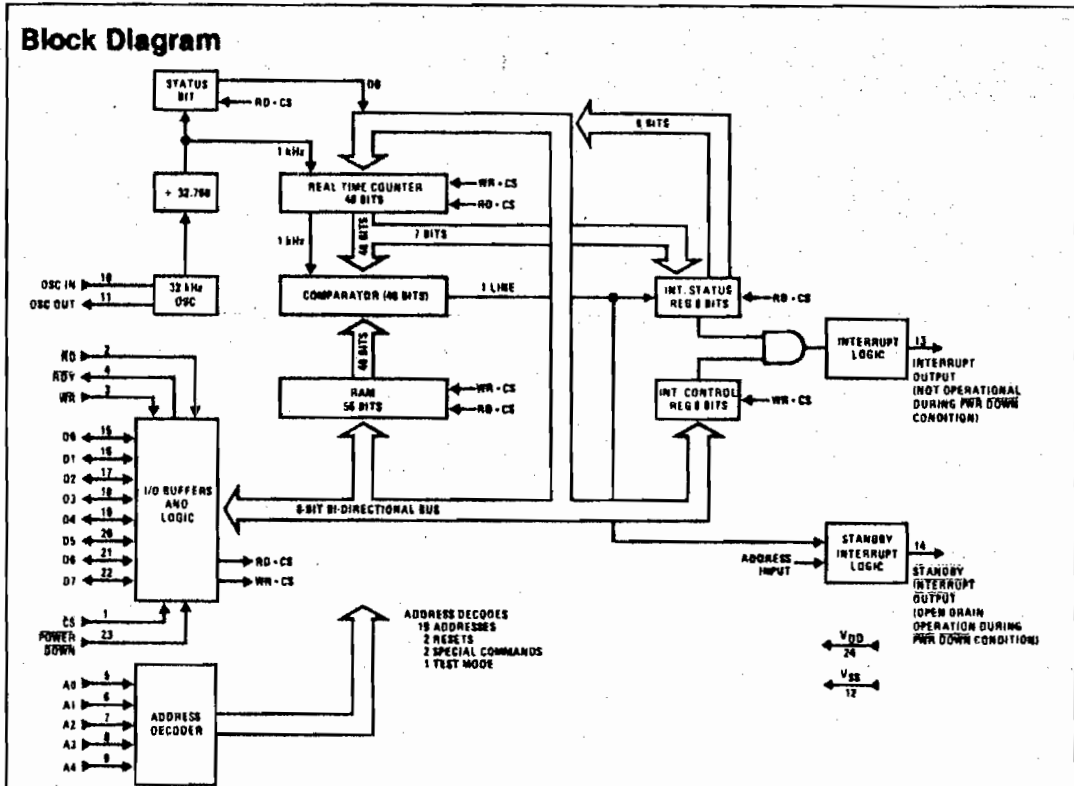 Block Diagram
STATUS
BIT
RD • CS
D0
8 BITS
1 kHz
÷ 32.768
REAL TIME COUNTER
48 BITS
WR • CS
RD • CS
1 kHz
48 BITS
7 BITS
OSC IN 10
OSC OUT 11
32 kHz
OSC
COMPARATOR (48 BITS)
1 LINE
INT. STATUS
REG 8 BITS
RD • CS
48 BITS
RD 2
RDY 4
WR 3
RAM
56 BITS
WR • CS
RD • CS
INT CONTROL
REG 8 BITS
WR • CS
INTERRUPT
LOGIC
13
INTERRUPT
OUTPUT
(NOT OPERATIONAL
DURING PWR DOWN
CONDITION)
D0 15
D1 16
D2 17
D3 18
D4 19
D5 20
D6 21
D7 22
I/O BUFFERS
AND
LOGIC
8-BIT BI-DIRECTIONAL BUS
RD • CS
WR • CS
CS 1
POWER 23
DOWN
ADDRESS
INPUT
STANDBY
INTERRUPT
LOGIC
14
STANDBY
INTERRUPT
OUTPUT
(OPEN DRAIN
OPERATION DURING
PWR DOWN CONDITION)
ADDRESS DECODES
19 ADDRESSES
2 RESETS
2 SPECIAL COMMANDS
1 TEST MODE
VDD
24
VSS
12
A0 5
A1 6
A2 7
A3 8
A4 9
ADDRESS
DECODER